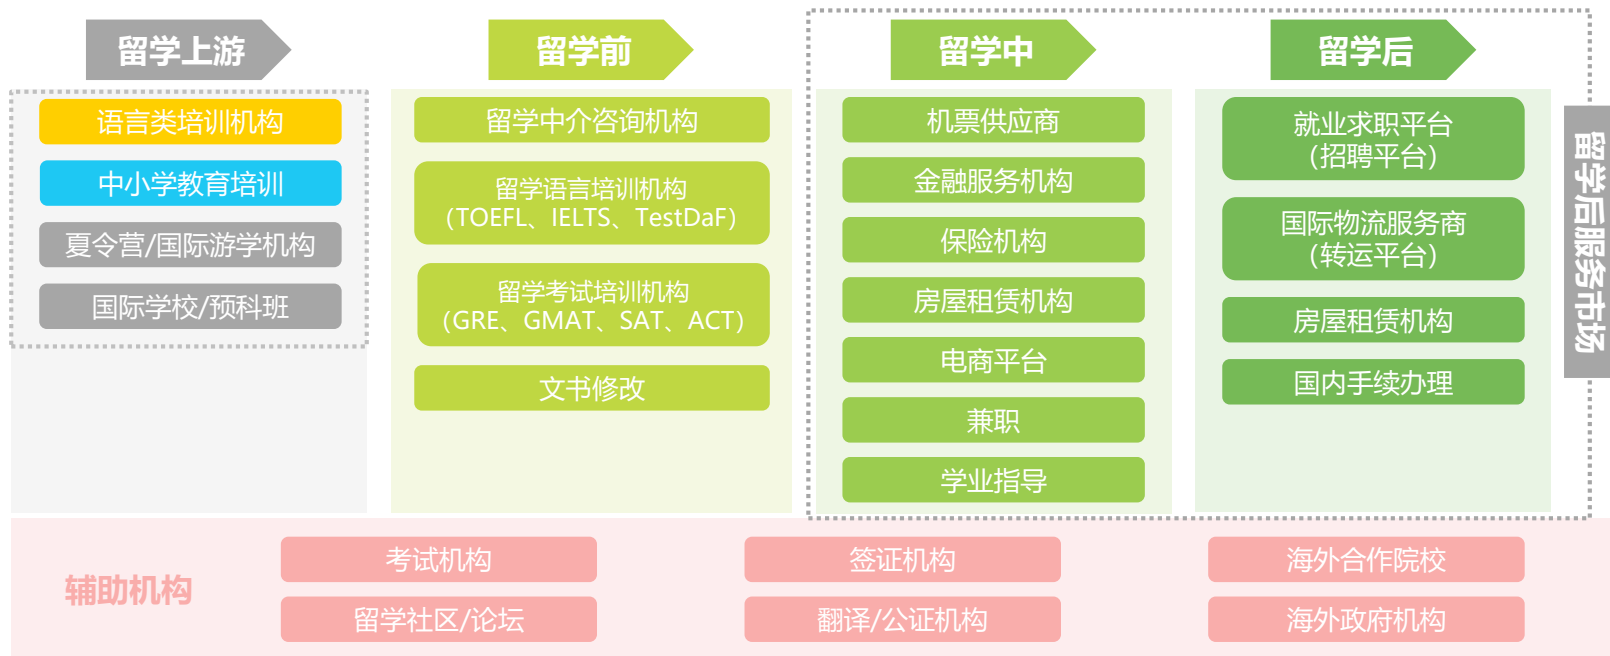 留学上游
语言类培训机构
中小学教育培训
夏令营/国际游学机构
国际学校/预科班
留学前
留学中介咨询机构
留学语言培训机构
（TOEFL、IELTS、TestDaF）
留学考试培训机构
（GRE、GMAT、SAT、ACT）
文书修改
留学中
机票供应商
金融服务机构
保险机构
房屋租赁机构
电商平台
兼职
学业指导
留学后
就业求职平台
（招聘平台）
国际物流服务商
（转运平台）
房屋租赁机构
国内手续办理
留学后服务市场
辅助机构
考试机构
签证机构
海外合作院校
留学社区/论坛
翻译/公证机构
海外政府机构